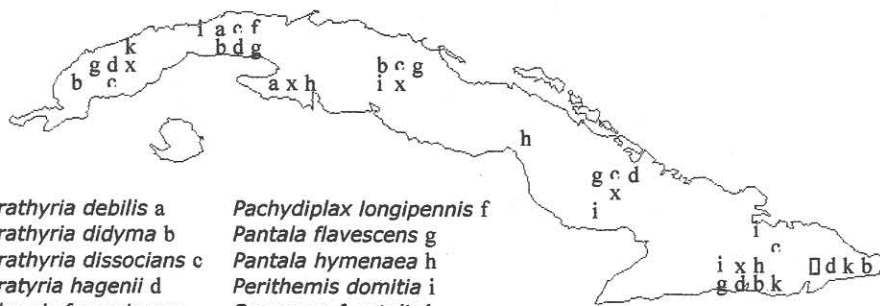 k
g d x
b c
i a c f
b d g
a x h
b c g
i x
h
g c d
x
i
i
c
i x h
g d b k
▯ d k b
rathyria debilis a
rathyria didyma b
rathyria dissocians c
ratyria hagenii d
Pachydiplax longipennis f
Pantala flavescens g
Pantala hymenaea h
Perithemis domitia i